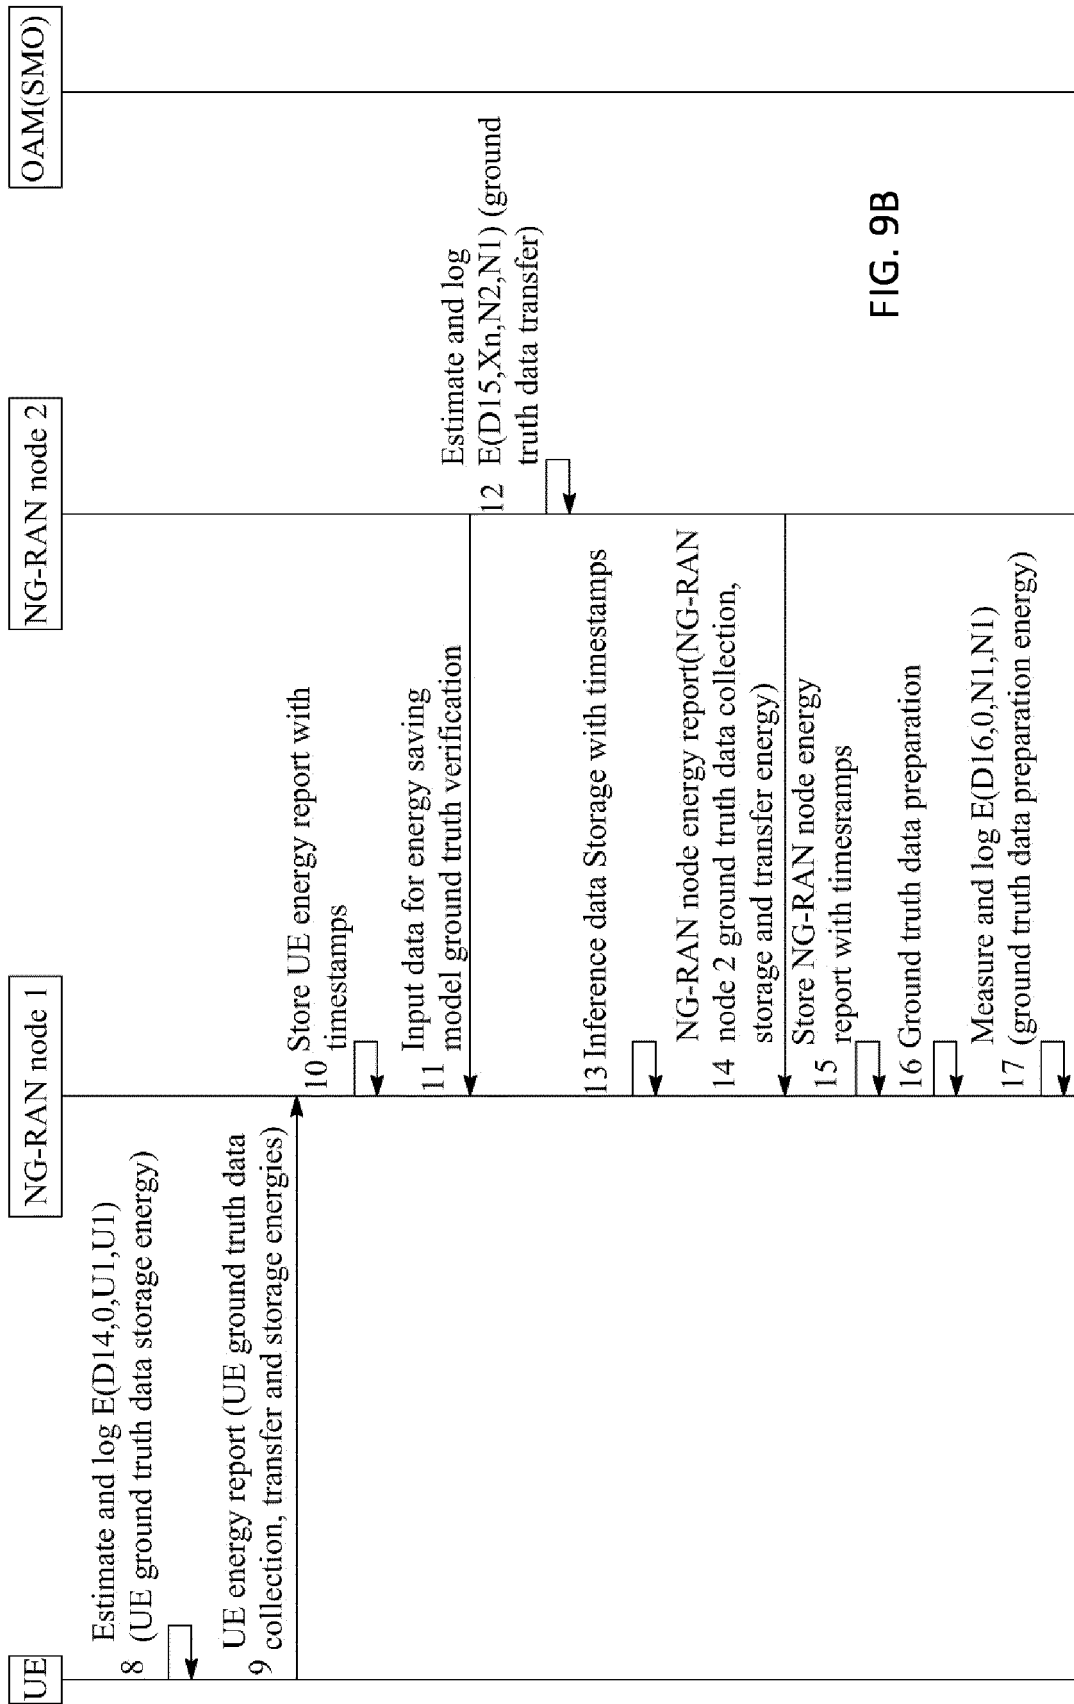 UE
NG-RAN node 1
NG-RAN node 2
OAM(SMO)
Estimate and log E(D14,0,U1,U1)
8 (UE ground truth data storage energy)
UE energy report (UE ground truth data
9 collection, transfer and storage energies)
Store UE energy report with
10 timestamps
Input data for energy saving
11 model ground truth verification
Estimate and log
12 E(D15,Xn,N2,N1) (ground
truth data transfer)
13 Inference data Storage with timestamps
NG-RAN node energy report(NG-RAN
14 node 2 ground truth data collection,
storage and transfer energy)
Store NG-RAN node energy
15 report with timesramps
16 Ground truth data preparation
Measure and log E(D16,0,N1,N1)
17 (ground truth data preparation energy)
FIG. 9B